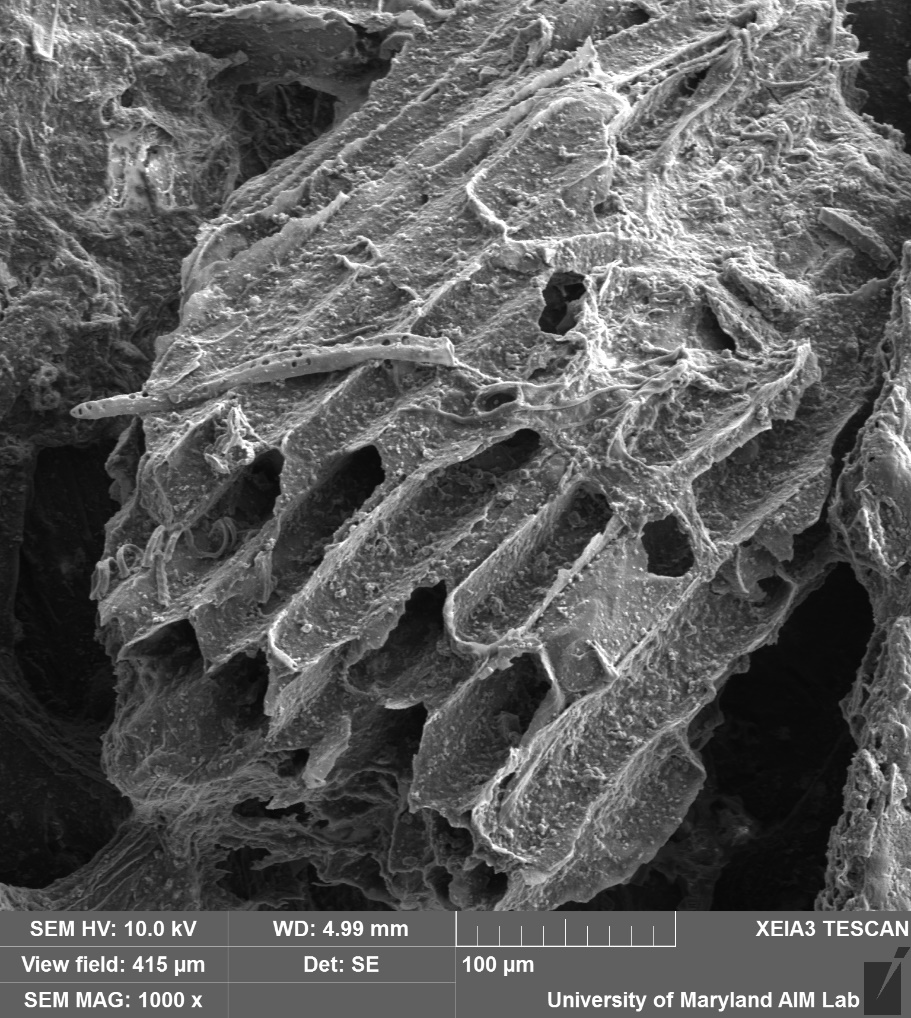 SEM HV: 10.0 kV
WD: 4.99 mm
XEIA3 TESCAN
View field: 415 µm
Det: SE
100 µm
SEM MAG: 1000 x
University of Maryland AIM Lab